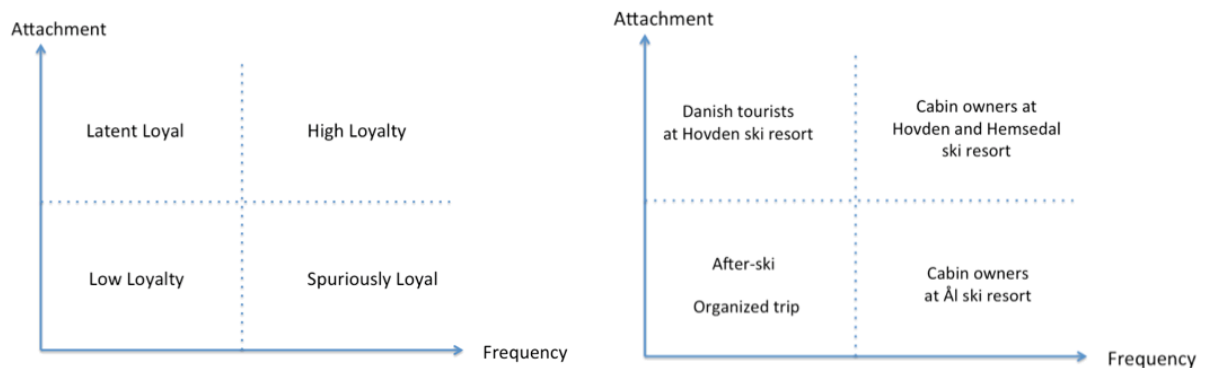 Attachment
Latent Loyal
High Loyalty
Low Loyalty
Spuriously Loyal
Frequency
Attachment
Danish tourists
at Hovden ski resort
Cabin owners at
Hovden and Hemsedal
ski resort
After-ski
Organized trip
Cabin owners
at Ål ski resort
Frequency